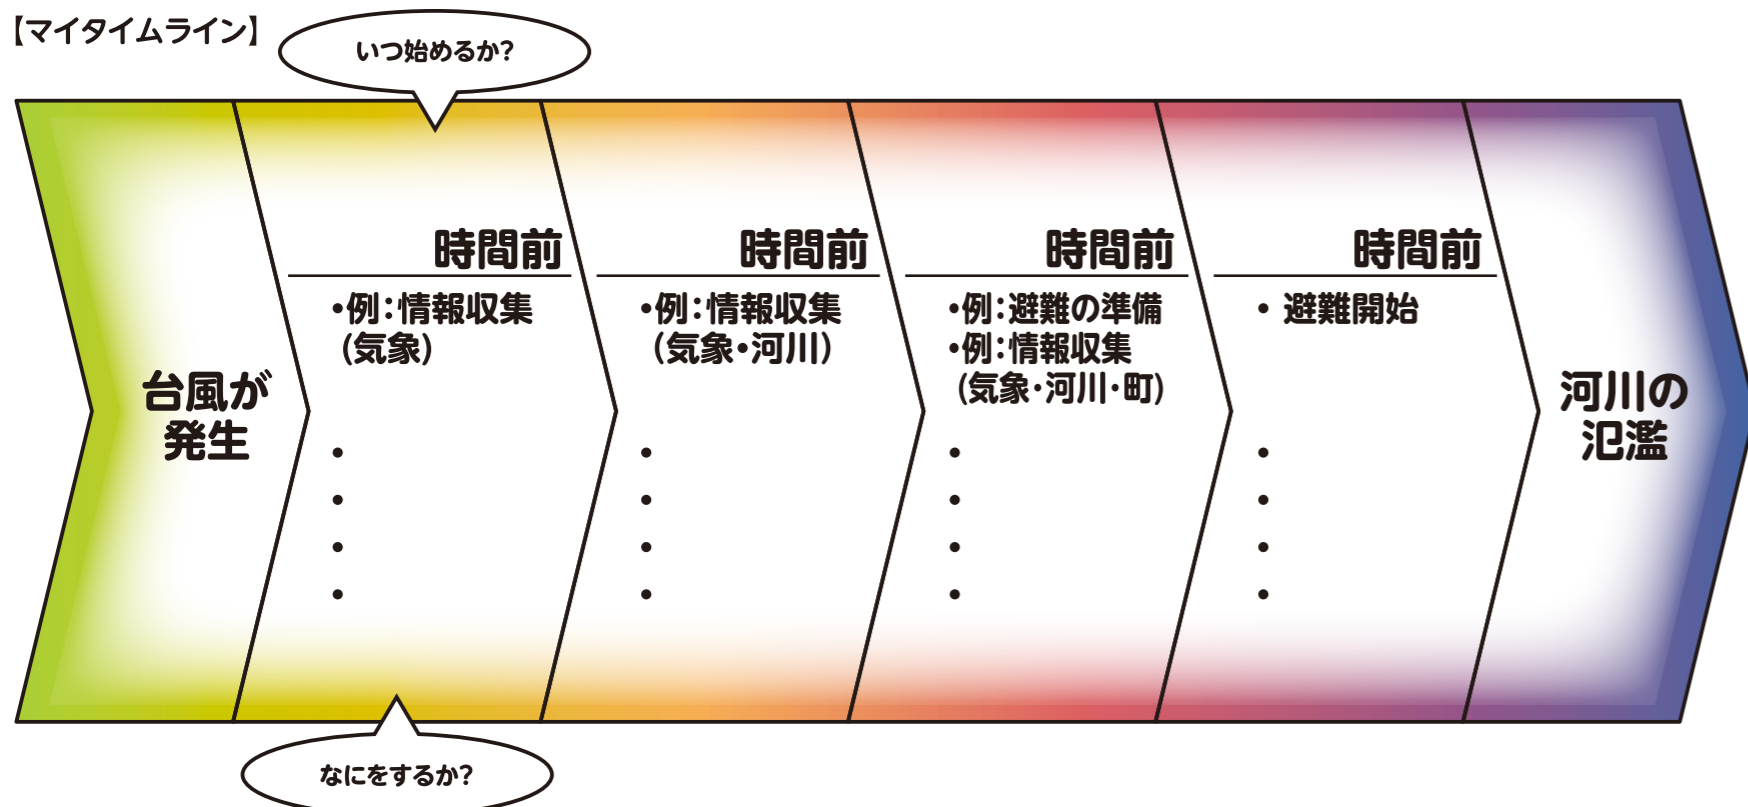 【マイタイムライン】
いつ始めるか?
台風が
発生
時間前
・例:情報収集
(気象)
・
・
・
・
時間前
・例:情報収集
(気象・河川)
・
・
・
・
時間前
・例:避難の準備
・例:情報収集
(気象・河川・町)
・
・
・
・
時間前
・ 避難開始
・
・
・
・
河川の
氾濫
なにをするか?